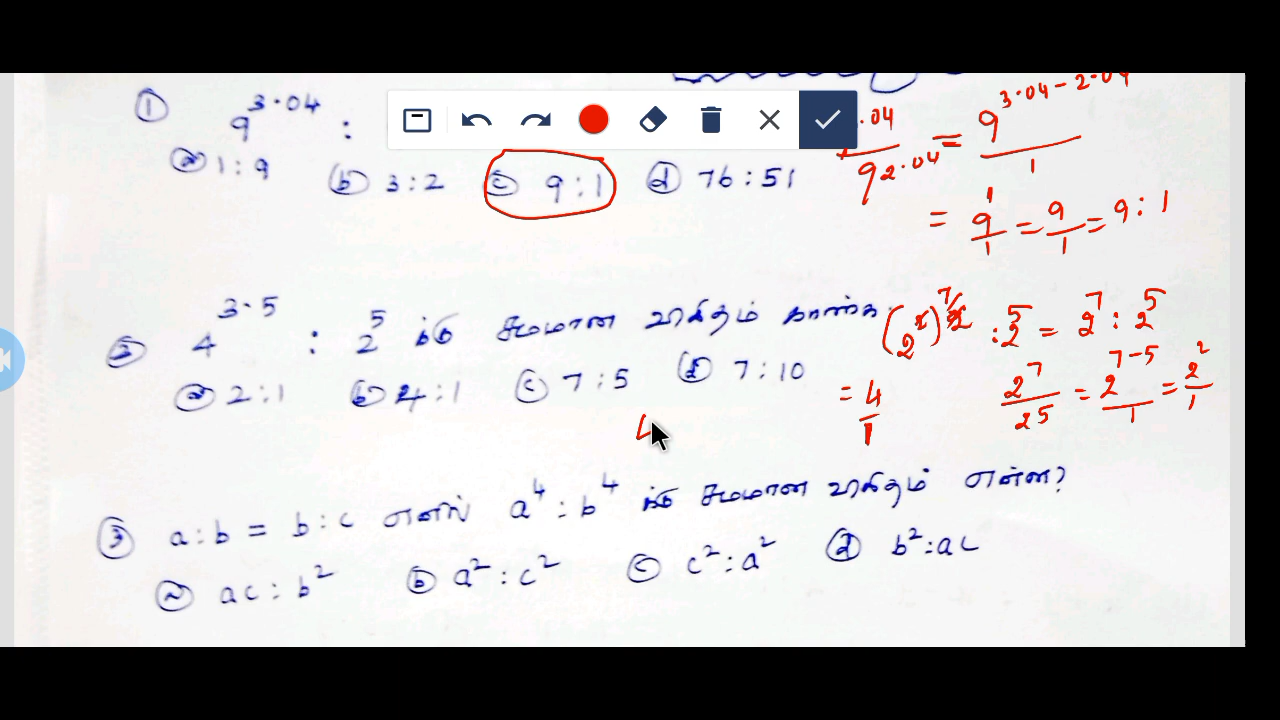 ① 9^3.04 :
.04 / 9^2.04 = 9^3.04-2.04 / 1
ⓐ 1:9 ⓑ 3:2 ⓒ 9:1 ⓓ 76:51
= 9^1/1 = 9/1 = 9:1
② 4^3.5 : 2^5 க்கு சமமான விகிதம் காண்க.
(2^2)^7/2 : 2^5 = 2^7 : 2^5
ⓐ 2:1 ⓑ 4:1 ⓒ 7:5 ⓓ 7:10
2^7/2^5 = 2^7-5/1 = 2^2/1
= 4/1
4
③ a:b = b:c எனில் a^4 : b^4 க்கு சமமான விகிதம் என்ன?
ⓐ ac : b^2 ⓑ a^2 : c^2 ⓒ c^2 : a^2 ⓓ b^2 : ac